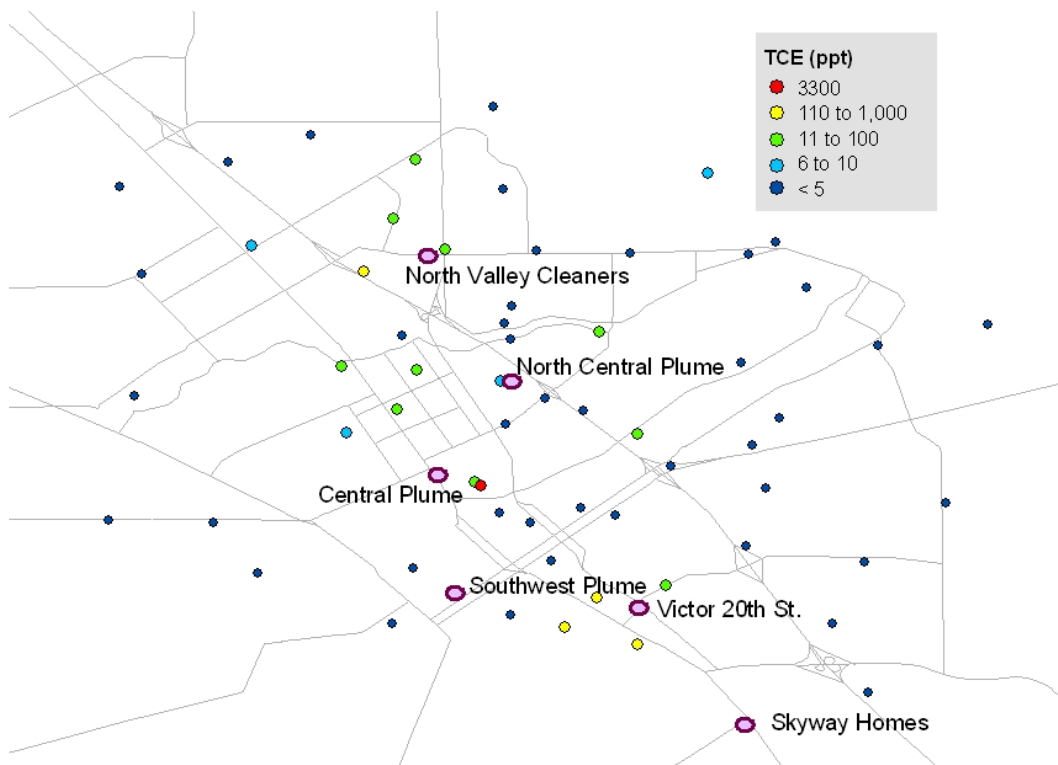 TCE (ppt)
3300
110 to 1,000
11 to 100
6 to 10
< 5
North Valley Cleaners
North Central Plume
Central Plume
Southwest Plume
Victor 20th St.
Skyway Homes